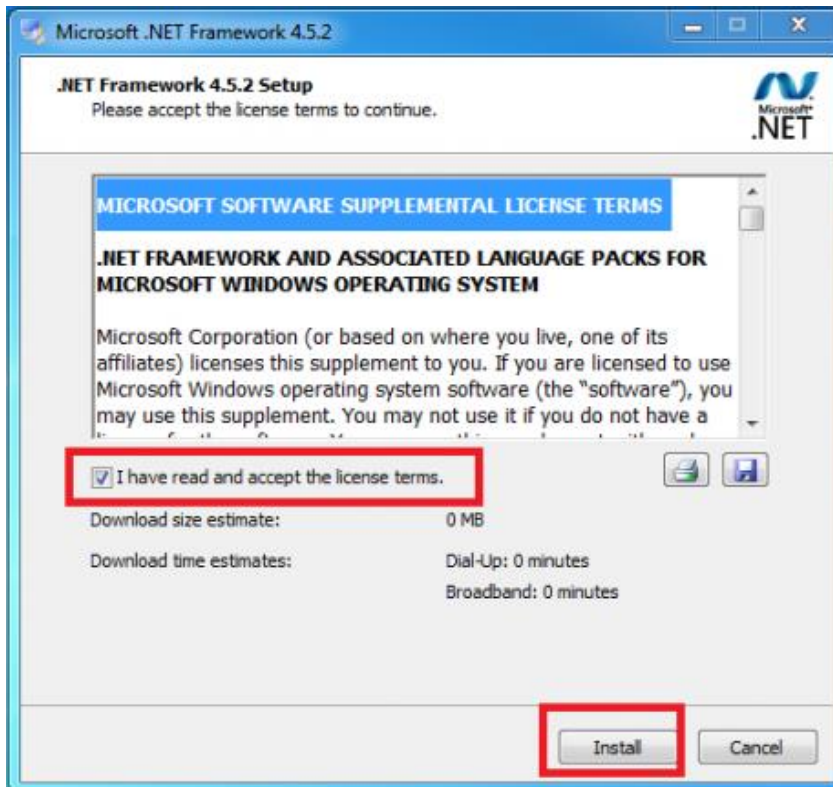 Microsoft .NET Framework 4.5.2
.NET Framework 4.5.2 Setup
Please accept the license terms to continue.
Microsoft
.NET
MICROSOFT SOFTWARE SUPPLEMENTAL LICENSE TERMS
.NET FRAMEWORK AND ASSOCIATED LANGUAGE PACKS FOR
MICROSOFT WINDOWS OPERATING SYSTEM
Microsoft Corporation (or based on where you live, one of its
affiliates) licenses this supplement to you. If you are licensed to use
Microsoft Windows operating system software (the “software”), you
may use this supplement. You may not use it if you do not have a
I have read and accept the license terms.
Download size estimate: 0 MB
Download time estimates: Dial-Up: 0 minutes
Broadband: 0 minutes
Install Cancel